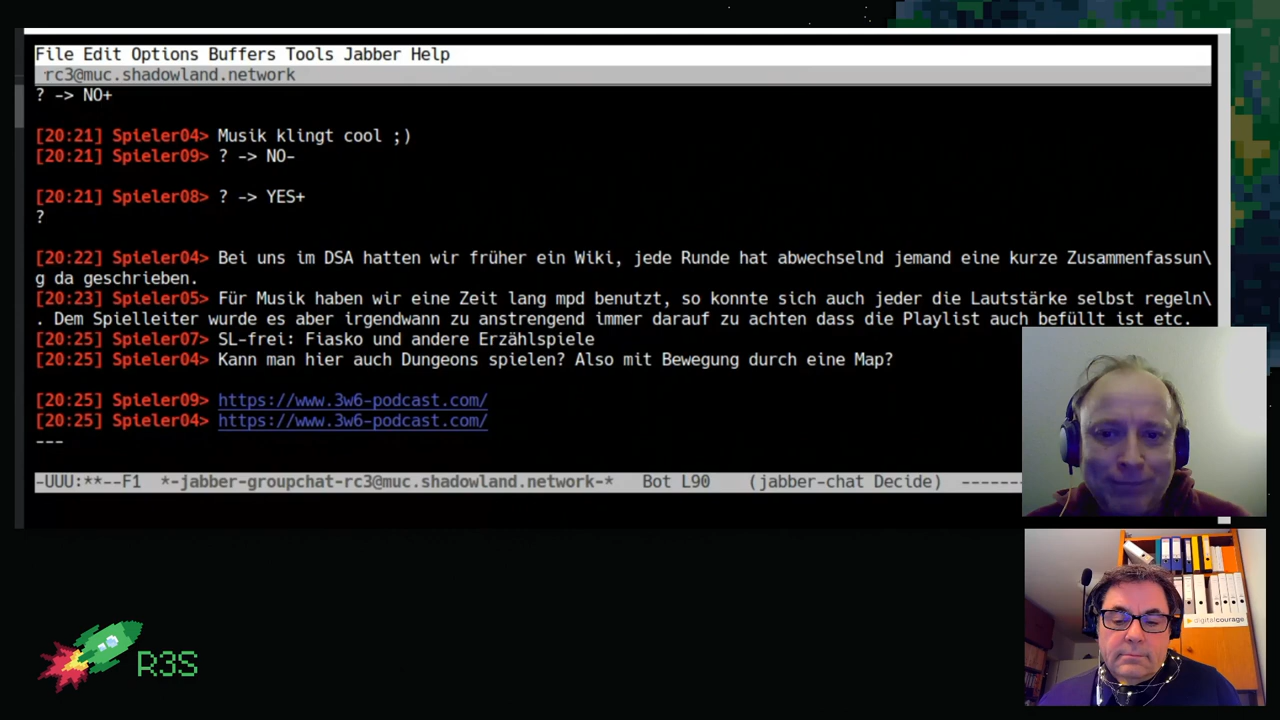 File Edit Options Buffers Tools Jabber Help
rc3@muc.shadowland.network
? -> NO+
[20:21] Spieler04> Musik klingt cool ;)
[20:21] Spieler09> ? -> NO-
[20:21] Spieler08> ? -> YES+
?
[20:22] Spieler04> Bei uns im DSA hatten wir früher ein Wiki, jede Runde hat abwechselnd jemand eine kurze Zusammenfassun\
g da geschrieben.
[20:23] Spieler05> Für Musik haben wir eine Zeit lang mpd benutzt, so konnte sich auch jeder die Lautstärke selbst regeln\
. Dem Spielleiter wurde es aber irgendwann zu anstrengend immer darauf zu achten dass die Playlist auch befüllt ist etc.
[20:25] Spieler07> SL-frei: Fiasko und andere Erzählspiele
[20:25] Spieler04> Kann man hier auch Dungeons spielen? Also mit Bewegung durch eine Map?
[20:25] Spieler09> https://www.3w6-podcast.com/
[20:25] Spieler04> https://www.3w6-podcast.com/
---
-UUU:**--F1 *-jabber-groupchat-rc3@muc.shadowland.network-* Bot L90 (jabber-chat Decide) -------
digitalcourage
R3S